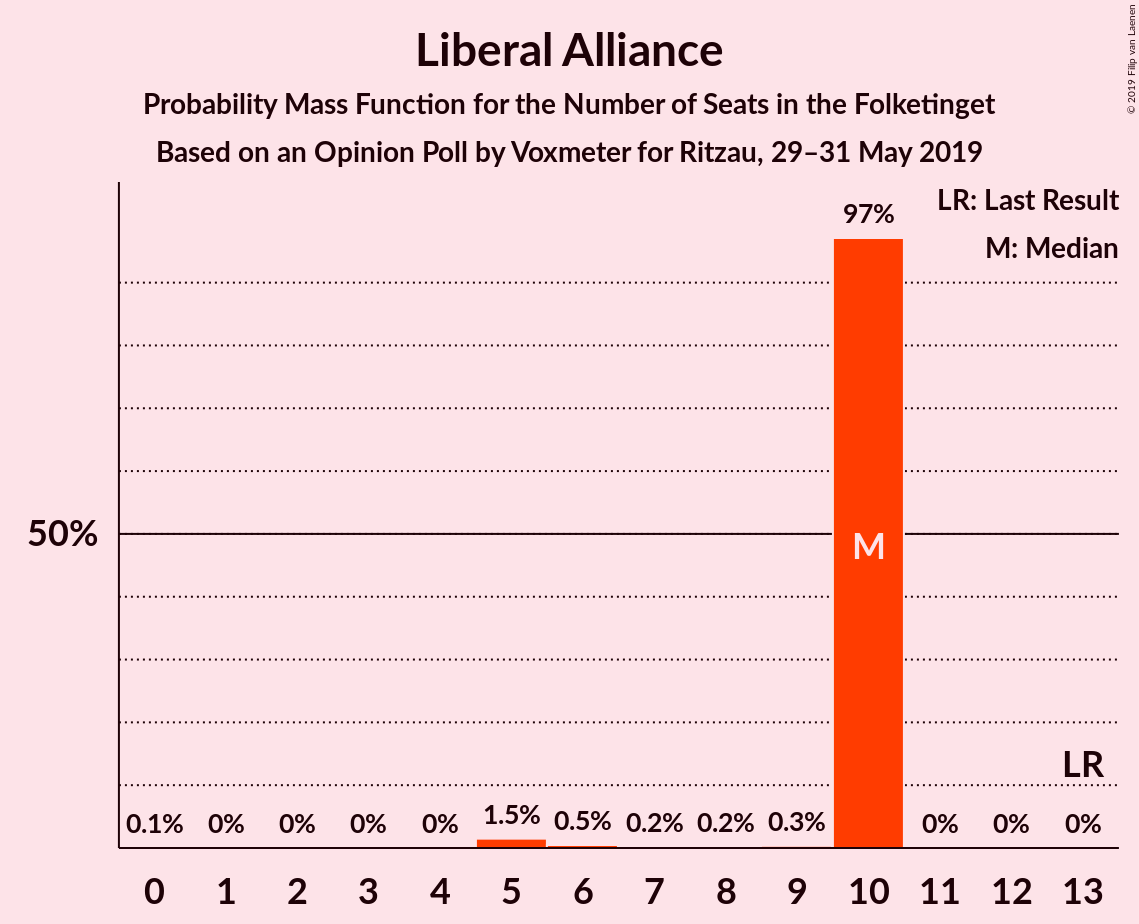 © 2019 Filip van Laenen
Liberal Alliance
Probability Mass Function for the Number of Seats in the Folketinget
Based on an Opinion Poll by Voxmeter for Ritzau, 29–31 May 2019
LR: Last Result
M: Median
97%
50%
M
LR
0.1% 0% 0% 0% 0% 1.5% 0.5% 0.2% 0.2% 0.3% 0% 0% 0%
0 1 2 3 4 5 6 7 8 9 10 11 12 13